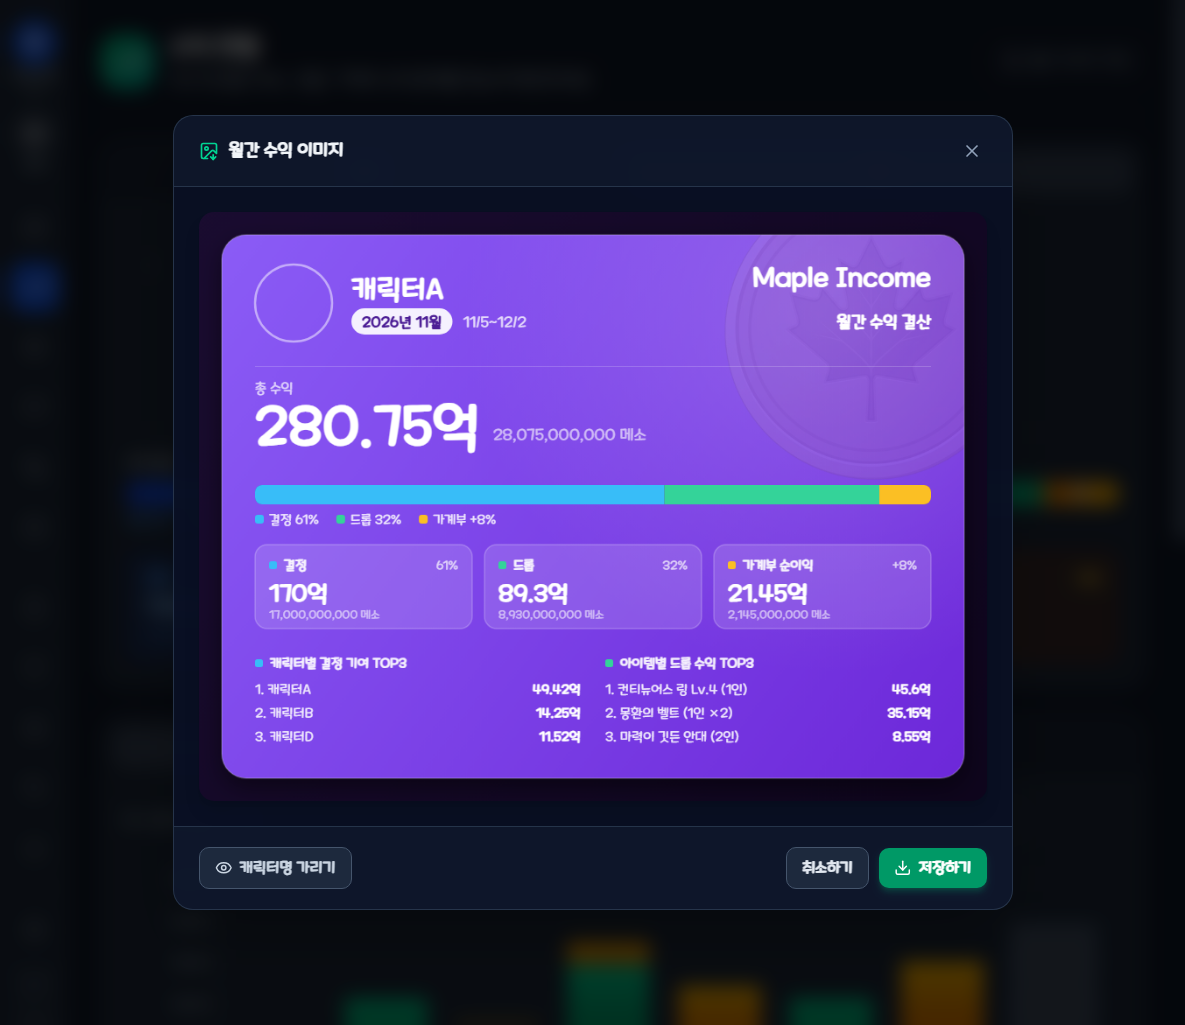 월간 수익 이미지
캐릭터A
2026년 11월 11/5~12/2
Maple Income
월간 수익 결산
총 수익
280.75억 28,075,000,000 메소
결정 61% 드롭 32% 가계부 +8%
결정 61%
170억
17,000,000,000 메소
드롭 32%
89.3억
8,930,000,000 메소
가계부 순이익 +8%
21.45억
2,145,000,000 메소
캐릭터별 결정 기여 TOP3
1. 캐릭터A 49.42억
2. 캐릭터B 14.25억
3. 캐릭터D 11.52억
아이템별 드롭 수익 TOP3
1. 컨티뉴어스 링 Lv.4 (1인) 45.6억
2. 몽환의 벨트 (1인 ×2) 35.15억
3. 마력이 깃든 안대 (2인) 8.55억
캐릭터명 가리기
취소하기
저장하기